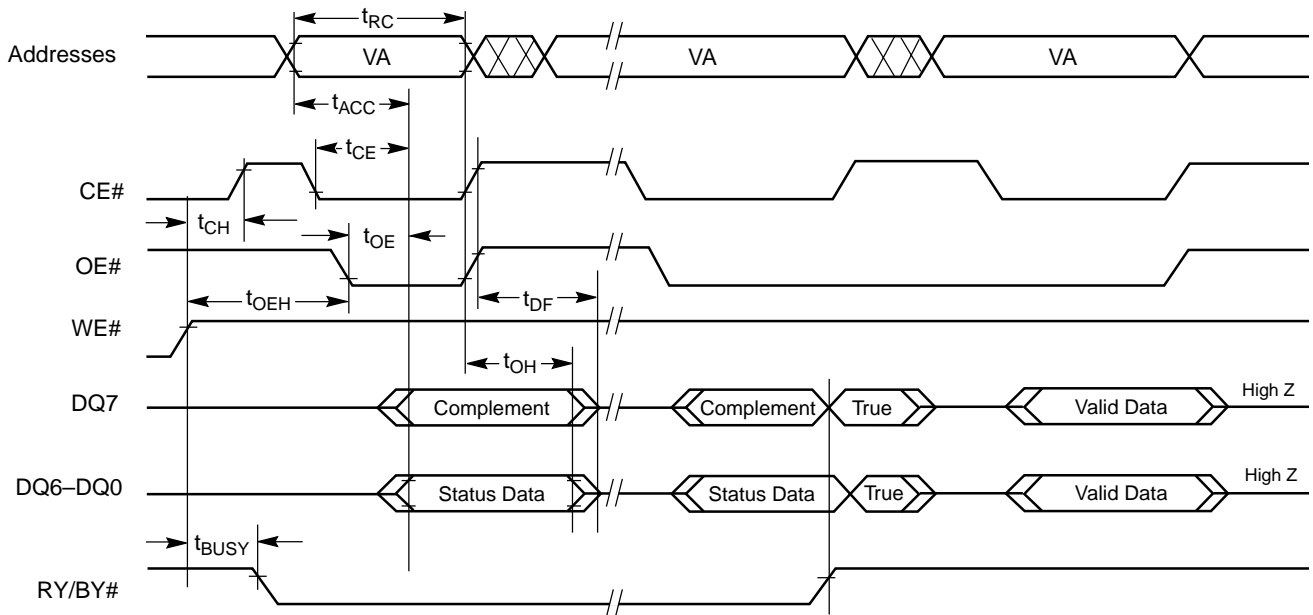 tRC
Addresses VA VA VA
tACC
tCE
CE#
tCH
tOE
OE#
tOEH tDF
WE#
tOH
DQ7 Complement Complement True Valid Data High Z
DQ6–DQ0 Status Data Status Data True Valid Data High Z
tBUSY
RY/BY#